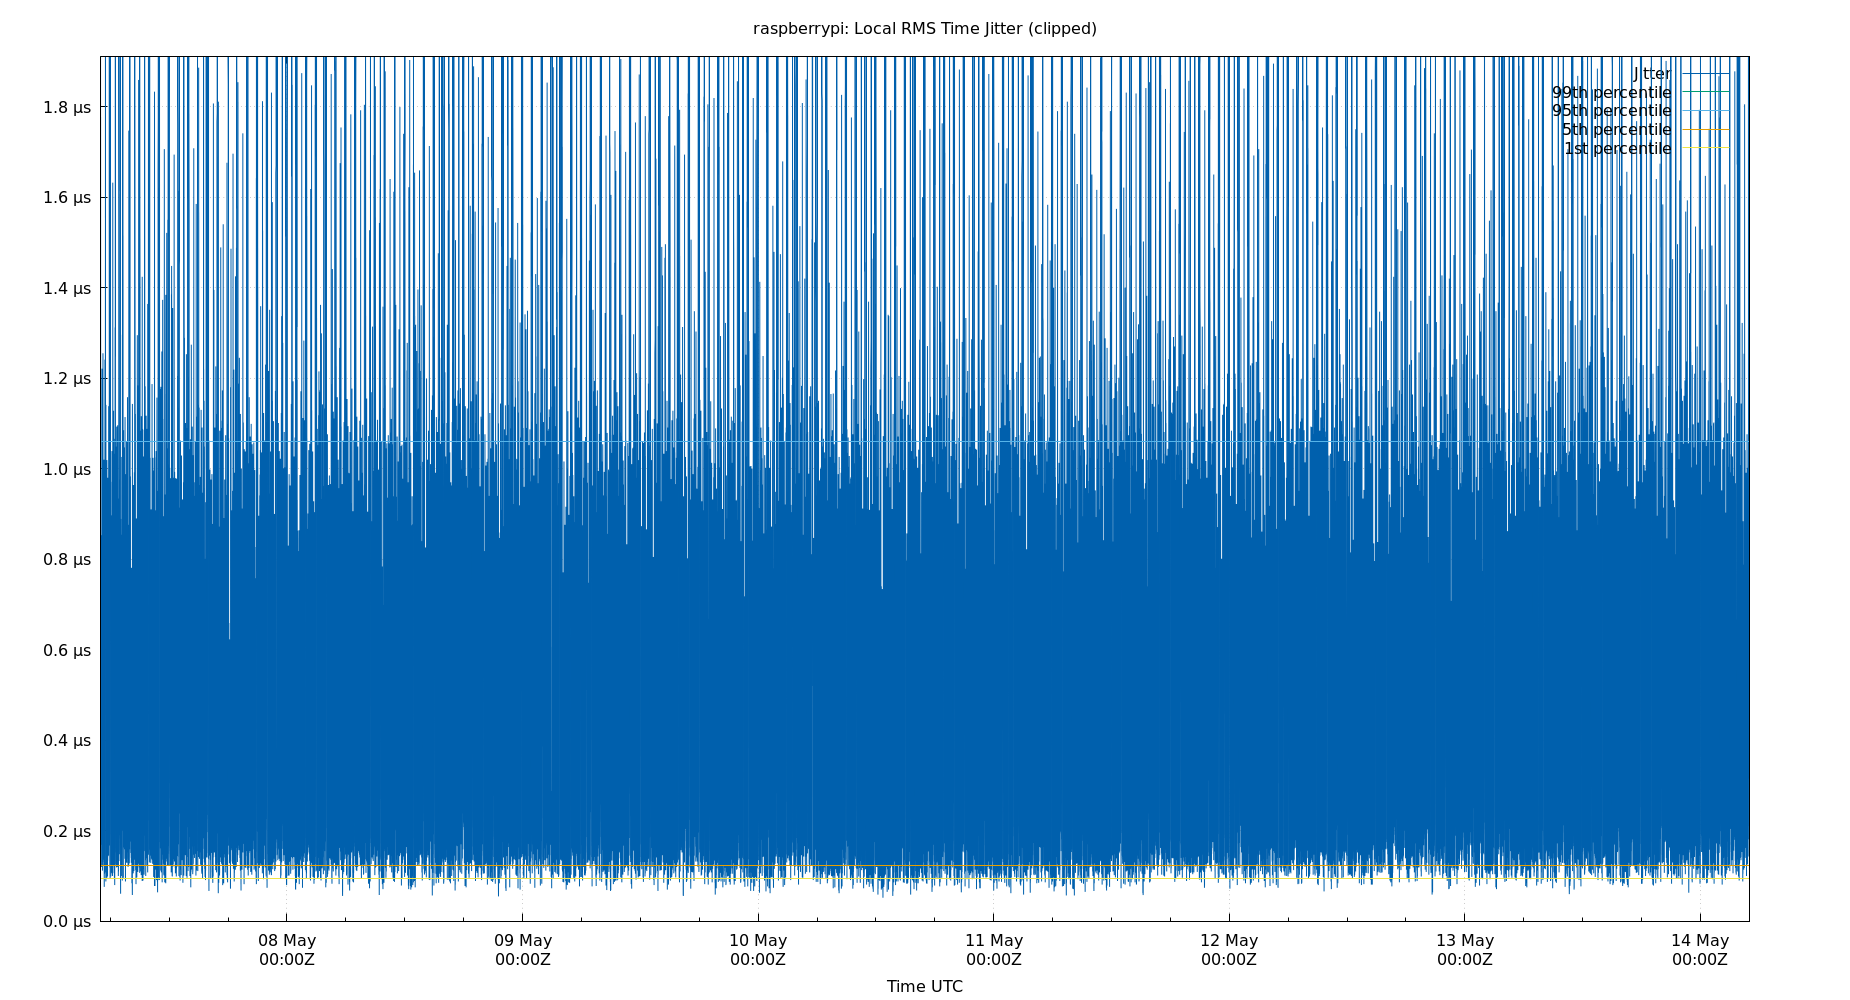 raspberrypi: Local RMS Time Jitter (clipped)
Jitter
99th percentile
95th percentile
5th percentile
1st percentile
1.8 µs
1.6 µs
1.4 µs
1.2 µs
1.0 µs
0.8 µs
0.6 µs
0.4 µs
0.2 µs
0.0 µs
08 May 09 May 10 May 11 May 12 May 13 May 14 May
00:00Z 00:00Z 00:00Z 00:00Z 00:00Z 00:00Z 00:00Z
Time UTC